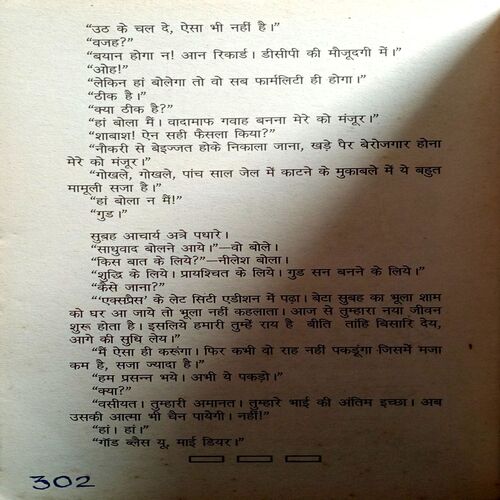 “उठ के चल दे, ऐसा भी नहीं है।”
“वजह?”
“बयान होगा न! आन रिकार्ड। डीसीपी की मौजूदगी में।”
“ओह!”
“लेकिन हां बोलेगा तो वो सब फार्मलिटी ही होगा।”
“ठीक है।”
“क्या ठीक है?”
“हां बोला मैं। वादामाफ गवाह बनना मेरे को मंजूर।”
“शाबाश! ऐन सही फैसला किया?”
“नौकरी से बेइज्जत होके निकाला जाना, खड़े पैर बेरोजगार होना
मेरे को मंजूर।”
“गोखले, गोखले, पांच साल जेल में काटने के मुकाबले में ये बहुत
मामूली सजा है।”
“हां बोला न मैं!”
“गुड।”
सुबह आचार्य अत्रे पधारे।
“साधुवाद बोलने आये।”—वो बोले।
“किस बात के लिये?”—नीलेश बोला।
“शुद्धि के लिये। प्रायश्चित के लिये। गुड सन बनने के लिये।”
“कैसे जाना?”
“‘एक्सप्रैस’ के लेट सिटी एडीशन में पढ़ा। बेटा सुबह का भूला शाम
को घर आ जाये तो भूला नहीं कहलाता। आज से तुम्हारा नया जीवन
शुरू होता है। इसलिये हमारी तुम्हें राय है बीति तांहि बिसारि देय,
आगे की सुधि लेय।”
“मैं ऐसा ही करूंगा। फिर कभी वो राह नहीं पकडूंगा जिसमें मजा
कम है, सजा ज्यादा है।”
“हम प्रसन्न भये। अभी ये पकड़ो।”
“क्या?”
“वसीयत। तुम्हारी अमानत। तुम्हारे भाई की अंतिम इच्छा। अब
उसकी आत्मा भी चैन पायेगी। नहीं!”
“हां। हां।”
“गॉड ब्लैस यू, माई डियर।”
302